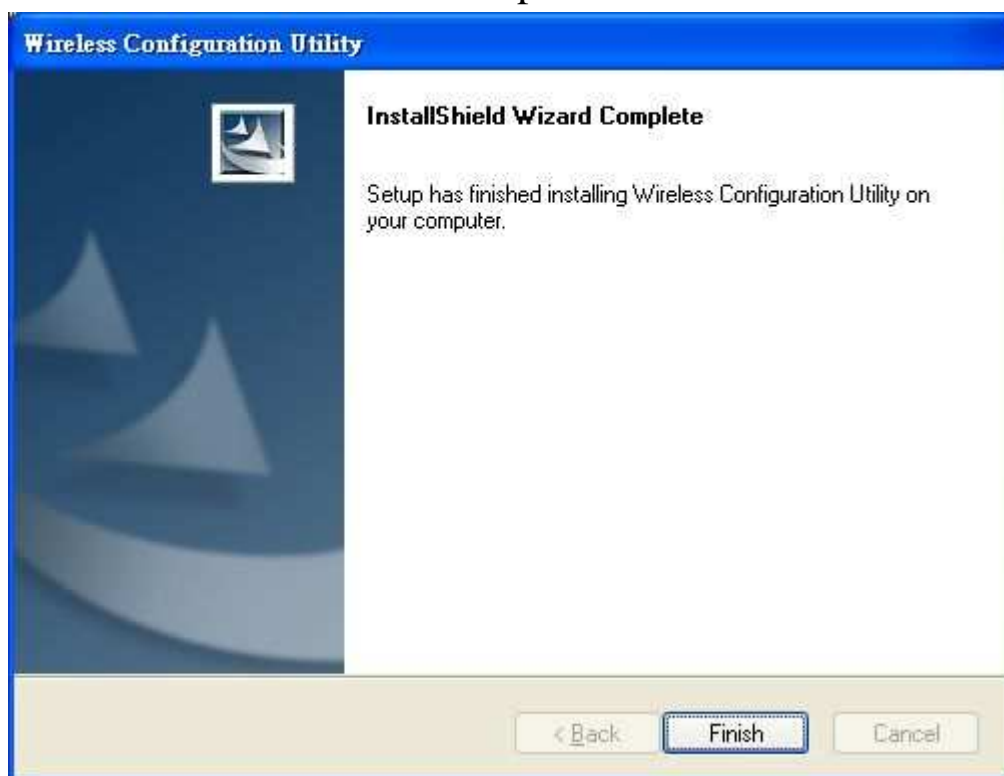 Wireless Configuration Utility
InstallShield Wizard Complete
Setup has finished installing Wireless Configuration Utility on
your computer.
< Back
Finish
Cancel